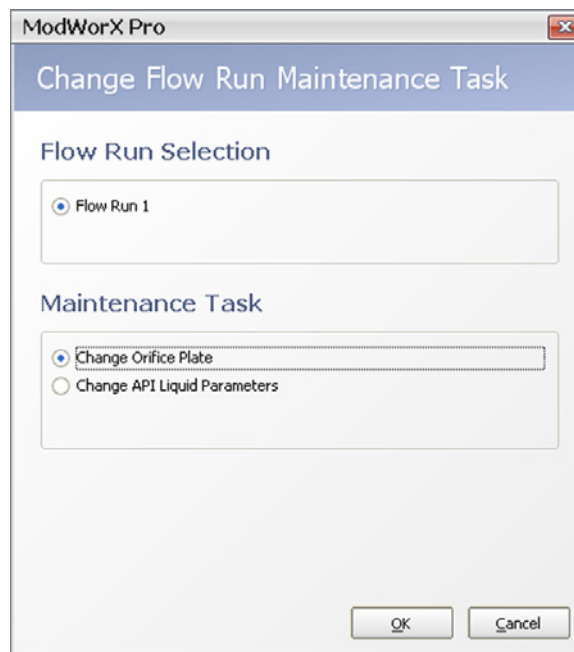 ModWorX Pro
Change Flow Run Maintenance Task
Flow Run Selection
Flow Run 1
Maintenance Task
Change Orifice Plate
Change API Liquid Parameters
OK
Cancel